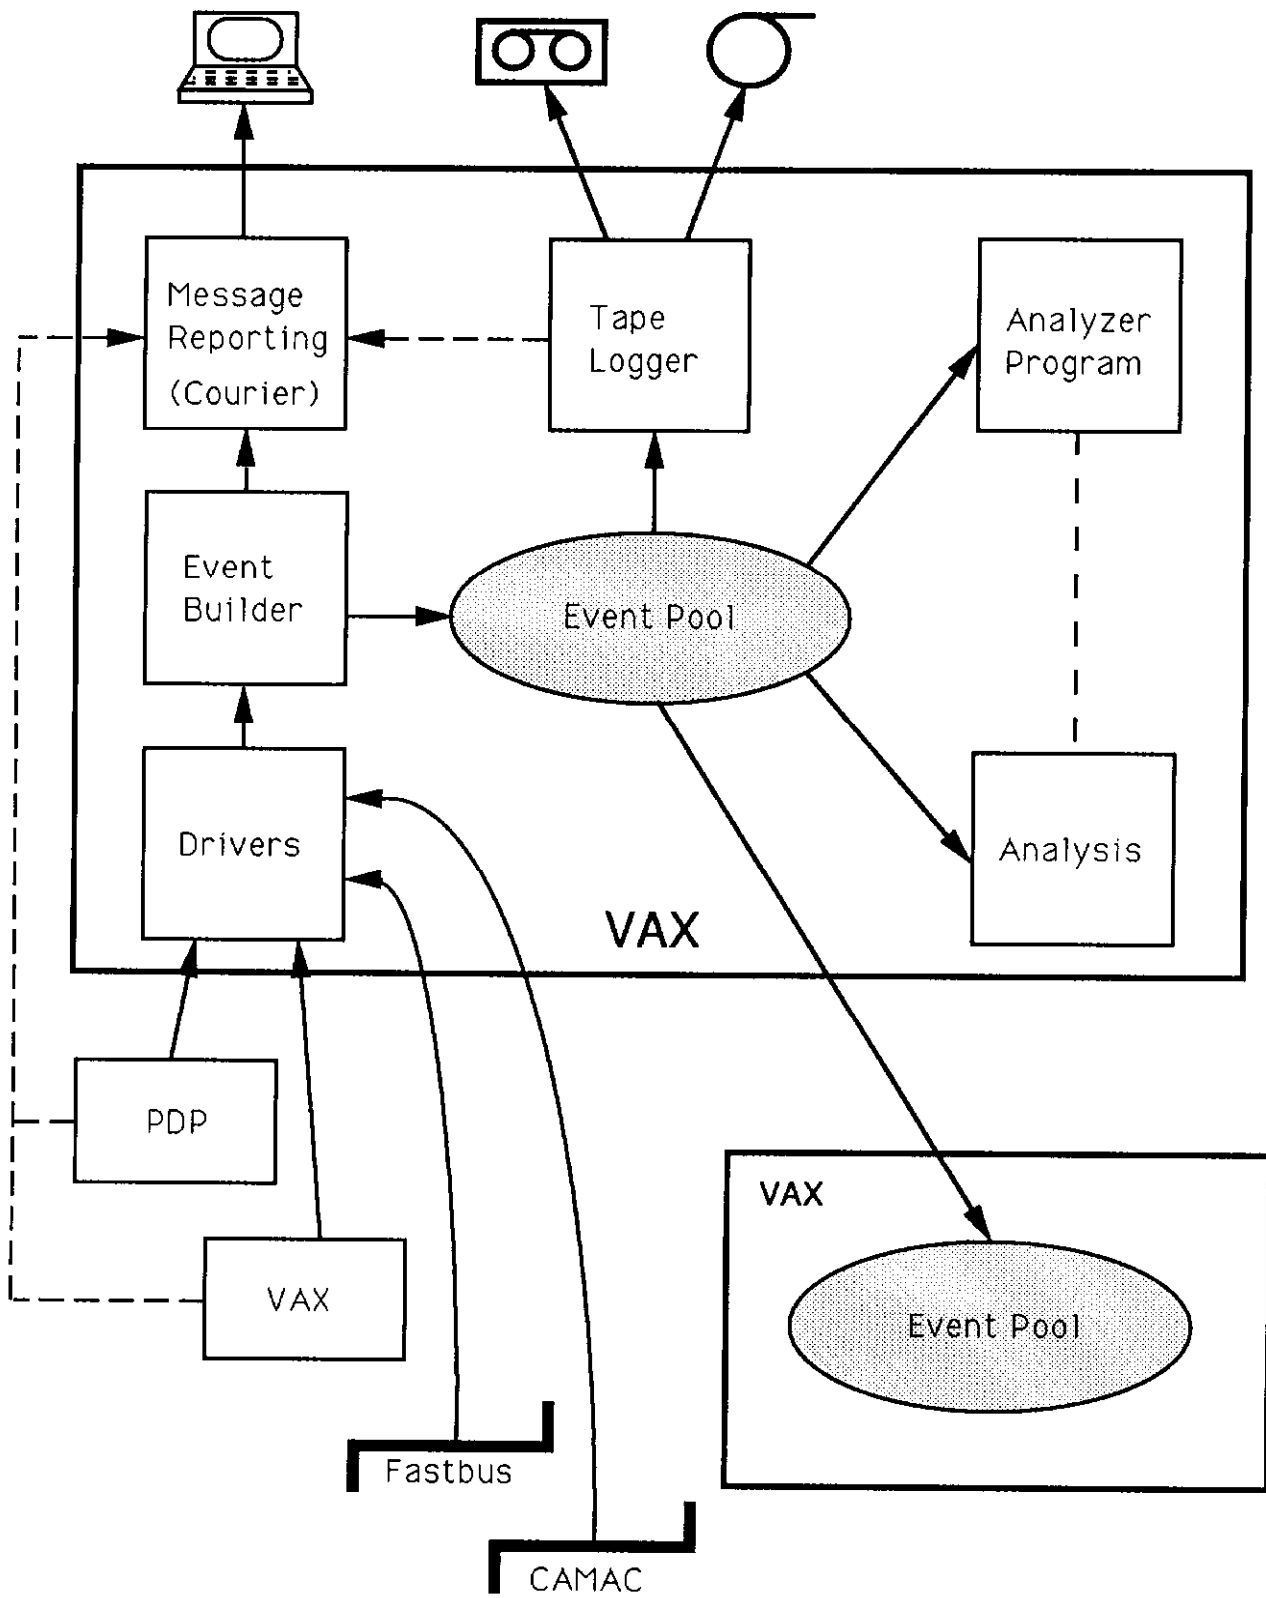 Message
Reporting
(Courier)
Tape
Logger
Analyzer
Program
Event
Builder
Event Pool
Drivers
Analysis
VAX
PDP
VAX
VAX
Event Pool
Fastbus
CAMAC